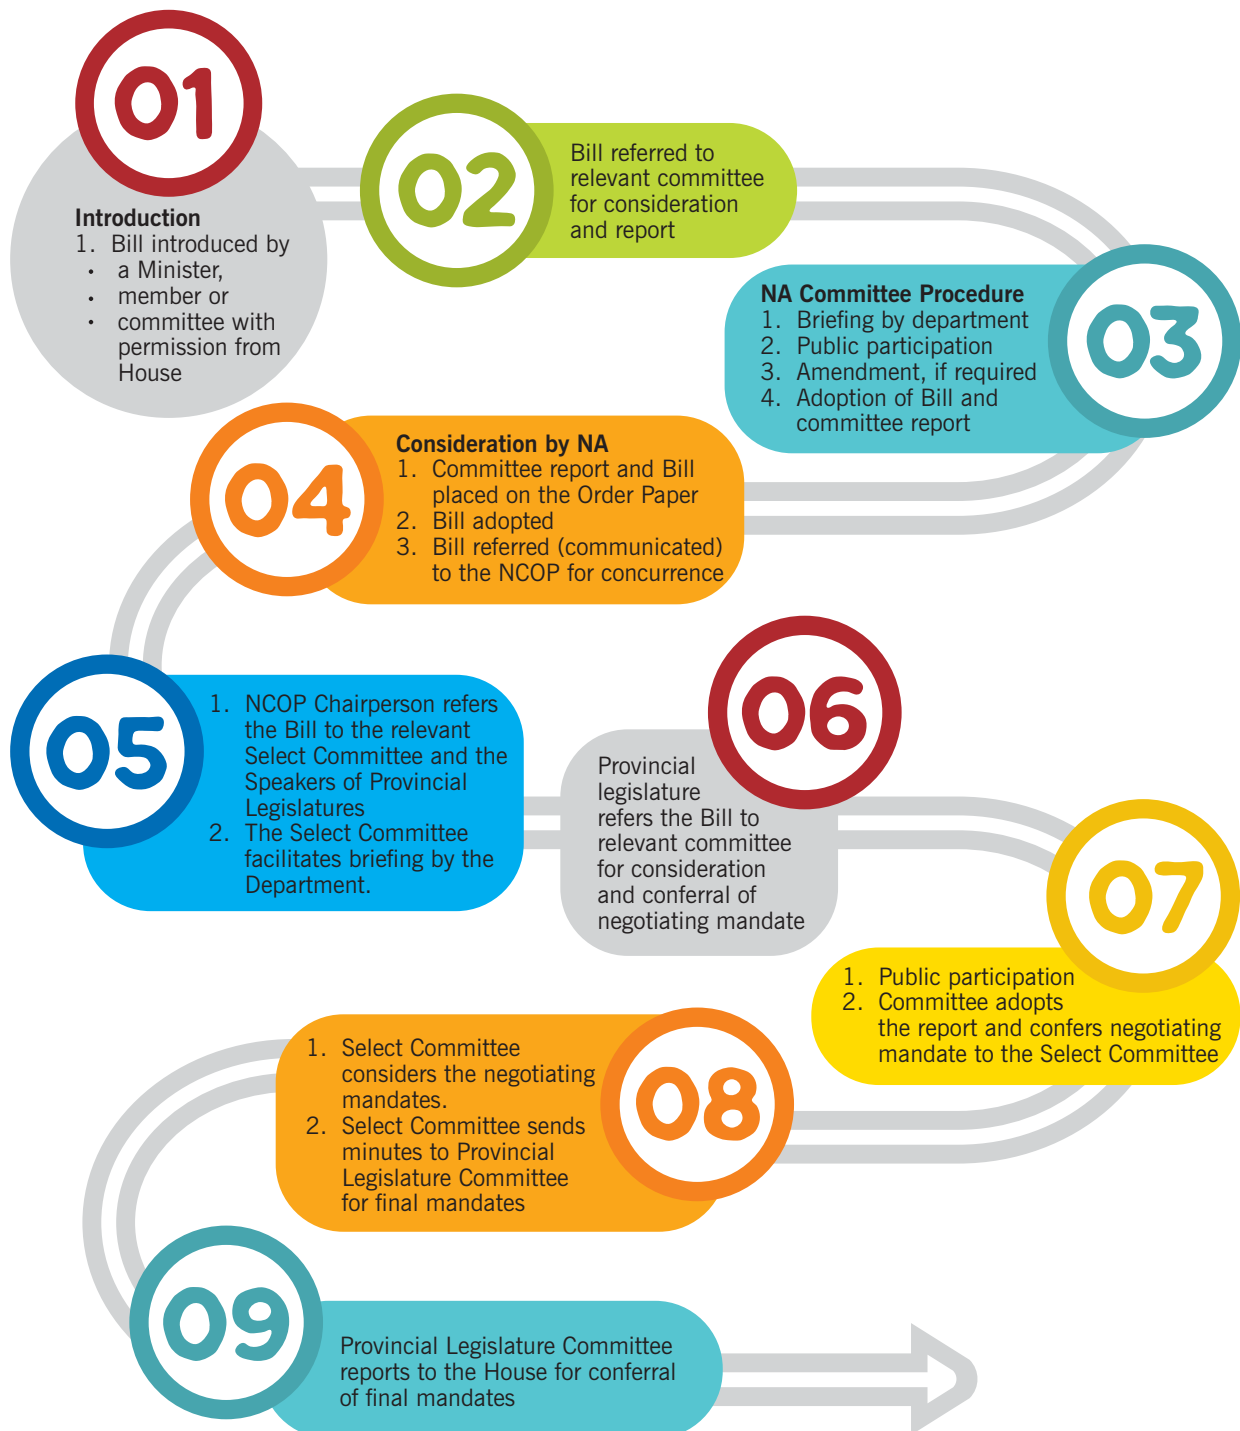 01
Introduction
1. Bill introduced by
• a Minister,
• member or
• committee with
permission from
House
02
Bill referred to
relevant committee
for consideration
and report
03
NA Committee Procedure
1. Briefing by department
2. Public participation
3. Amendment, if required
4. Adoption of Bill and
committee report
04
Consideration by NA
1. Committee report and Bill
placed on the Order Paper
2. Bill adopted
3. Bill referred (communicated)
to the NCOP for concurrence
05
1. NCOP Chairperson refers
the Bill to the relevant
Select Committee and the
Speakers of Provincial
Legislatures
2. The Select Committee
facilitates briefing by the
Department.
06
Provincial
legislature
refers the Bill to
relevant committee
for consideration
and conferral of
negotiating mandate
07
1. Public participation
2. Committee adopts
the report and confers negotiating
mandate to the Select Committee
08
1. Select Committee
considers the negotiating
mandates.
2. Select Committee sends
minutes to Provincial
Legislature Committee
for final mandates
09
Provincial Legislature Committee
reports to the House for conferral
of final mandates